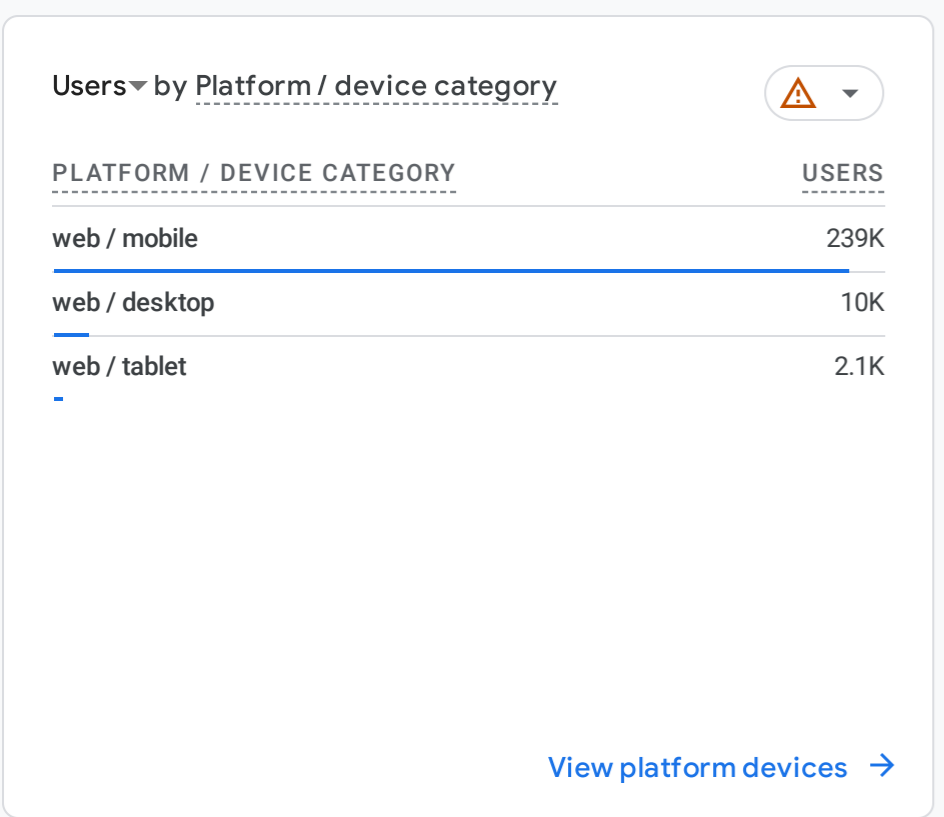 Users by Platform / device category
PLATFORM / DEVICE CATEGORY USERS
web / mobile 239K
web / desktop 10K
web / tablet 2.1K
View platform devices